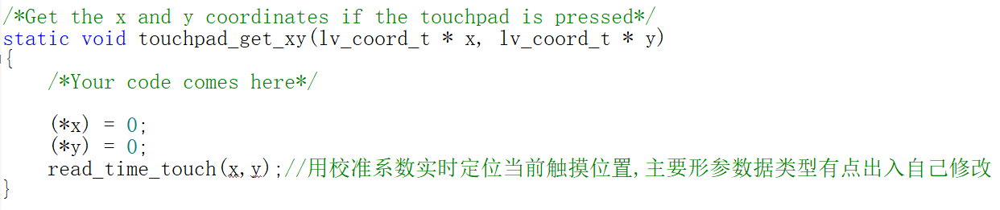 /*Get the x and y coordinates if the touchpad is pressed*/
static void touchpad_get_xy(lv_coord_t * x, lv_coord_t * y)
{
    /*Your code comes here*/
    (*x) = 0;
    (*y) = 0;
    read_time_touch(x,y);//用校准系数实时定位当前触摸位置,主要形参数据类型有点出入自己修改
}